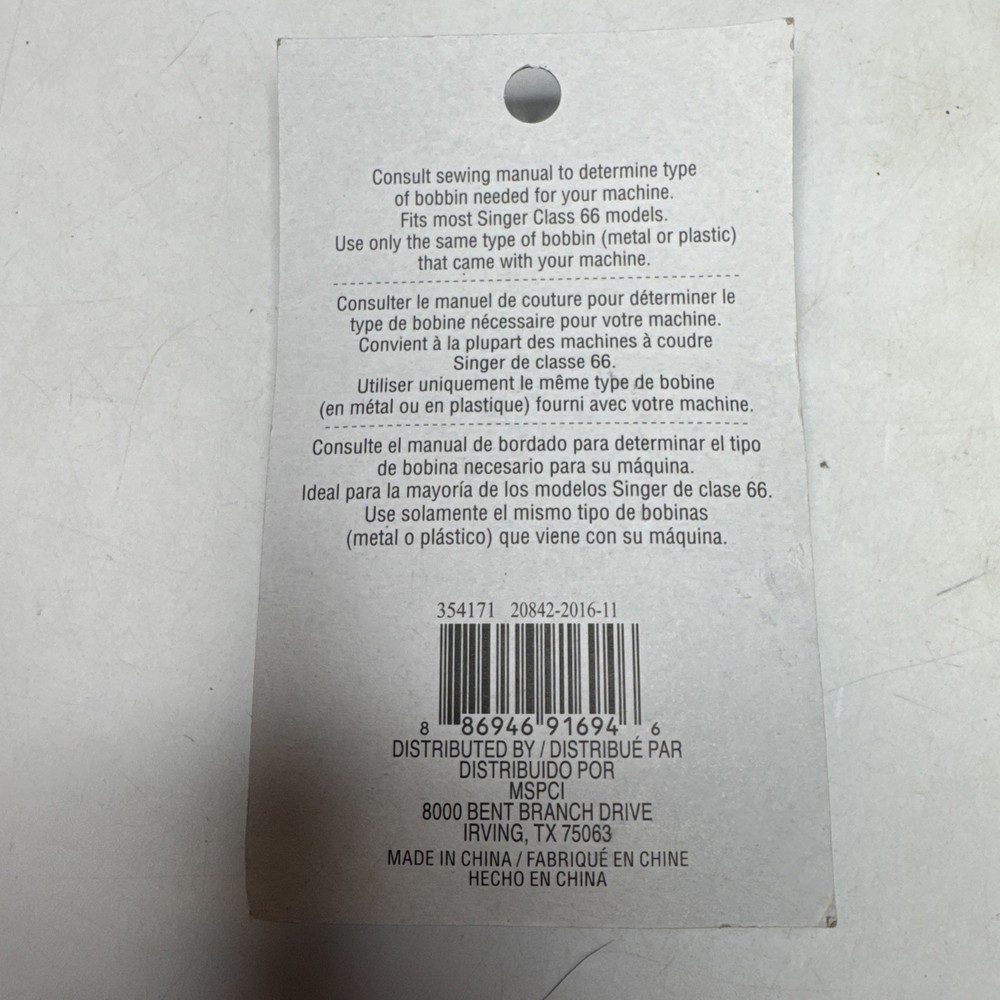 Consult sewing manual to determine type
of bobbin needed for your machine.
Fits most Singer Class 66 models.
Use only the same type of bobbin (metal or plastic)
that came with your machine.
Consulter le manuel de couture pour déterminer le
type de bobine nécessaire pour votre machine.
Convient à la plupart des machines à coudre
Singer de classe 66.
Utiliser uniquement le même type de bobine
(en métal ou en plastique) fourni avec votre machine.
Consulte el manual de bordado para determinar el tipo
de bobina necesario para su máquina.
Ideal para la mayoría de los modelos Singer de clase 66.
Use solamente el mismo tipo de bobinas
(metal o plástico) que viene con su máquina.
354171 20842-2016-11
8 86946 91694 6
DISTRIBUTED BY / DISTRIBUÉ PAR
DISTRIBUIDO POR
MSPCI
8000 BENT BRANCH DRIVE
IRVING, TX 75063
MADE IN CHINA / FABRIQUÉ EN CHINE
HECHO EN CHINA